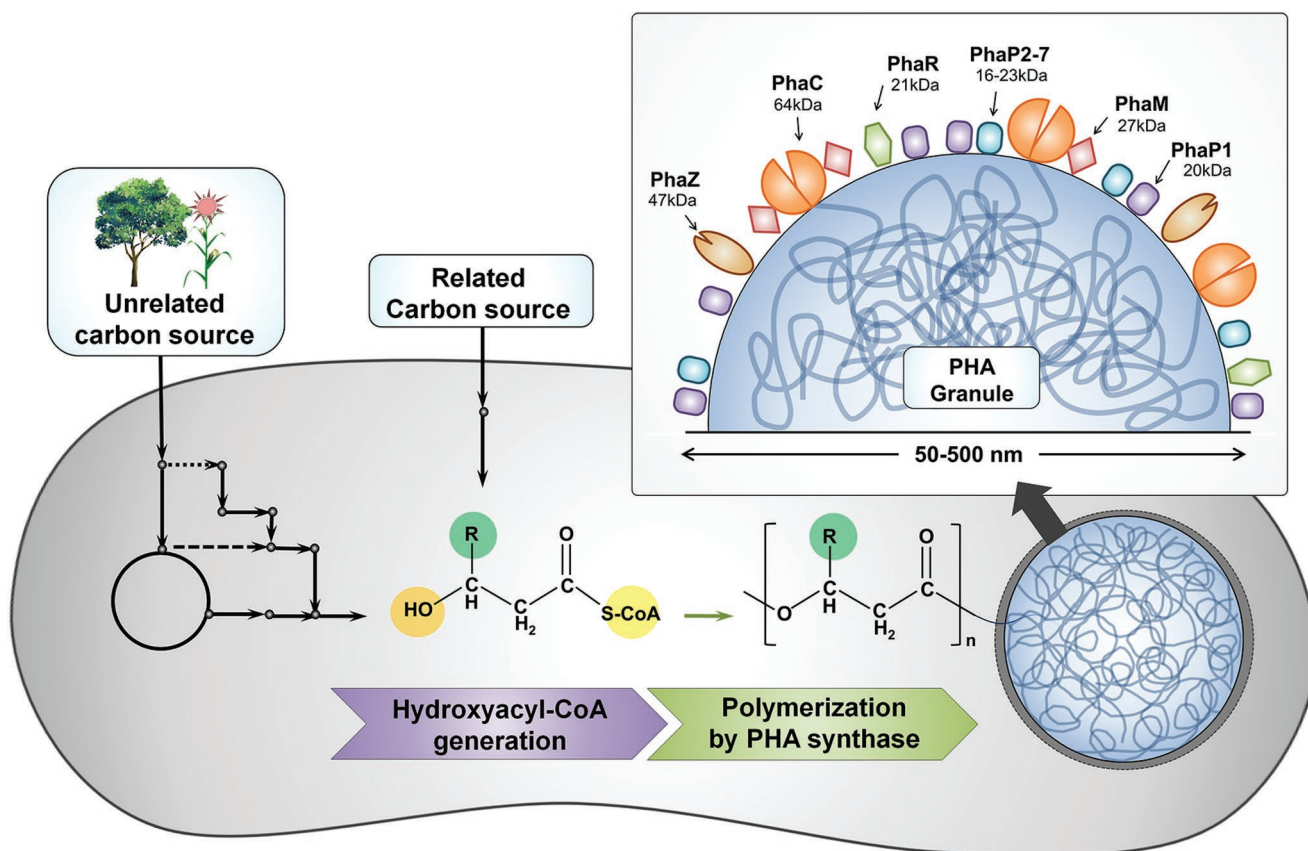 PhaP2-7
16-23kDa
PhaR
21kDa
PhaC
64kDa
PhaM
27kDa
PhaP1
20kDa
PhaZ
47kDa
Unrelated
carbon source
Related
Carbon source
PHA
Granule
50-500 nm
R
O
HO
C
H
C
H2
C
S-CoA
R
O
O
C
H
C
H2
C
n
Hydroxyacyl-CoA
generation
Polymerization
by PHA synthase